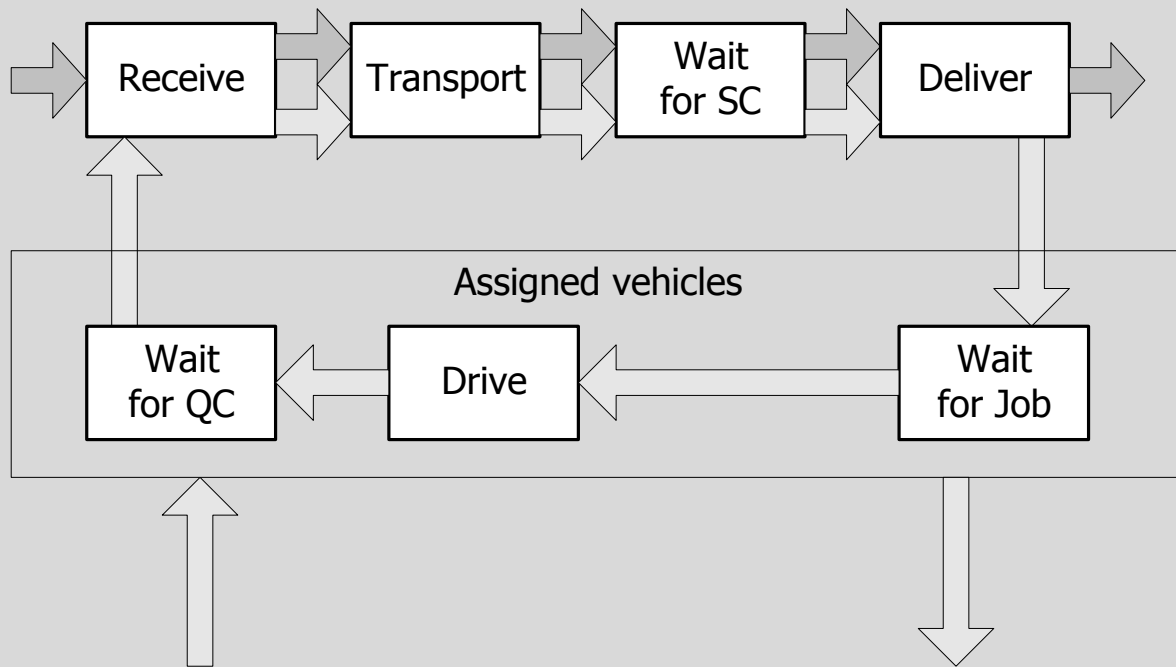 Receive
Transport
Wait
for SC
Deliver
Assigned vehicles
Wait
for QC
Drive
Wait
for Job